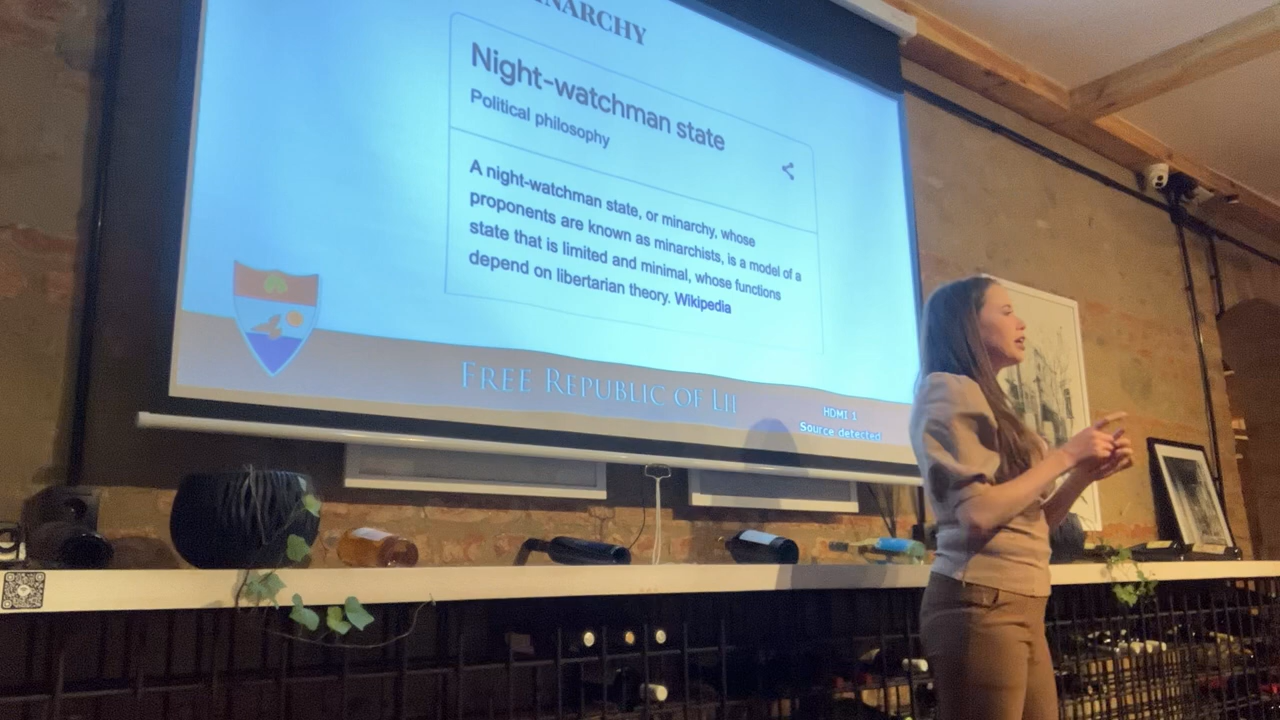 Night-watchman state
Political philosophy
A night-watchman state, or minarchy, whose
proponents are known as minarchists, is a model of a
state that is limited and minimal, whose functions
depend on libertarian theory. Wikipedia
FREE REPUBLIC OF
HDMI 1
Source detected